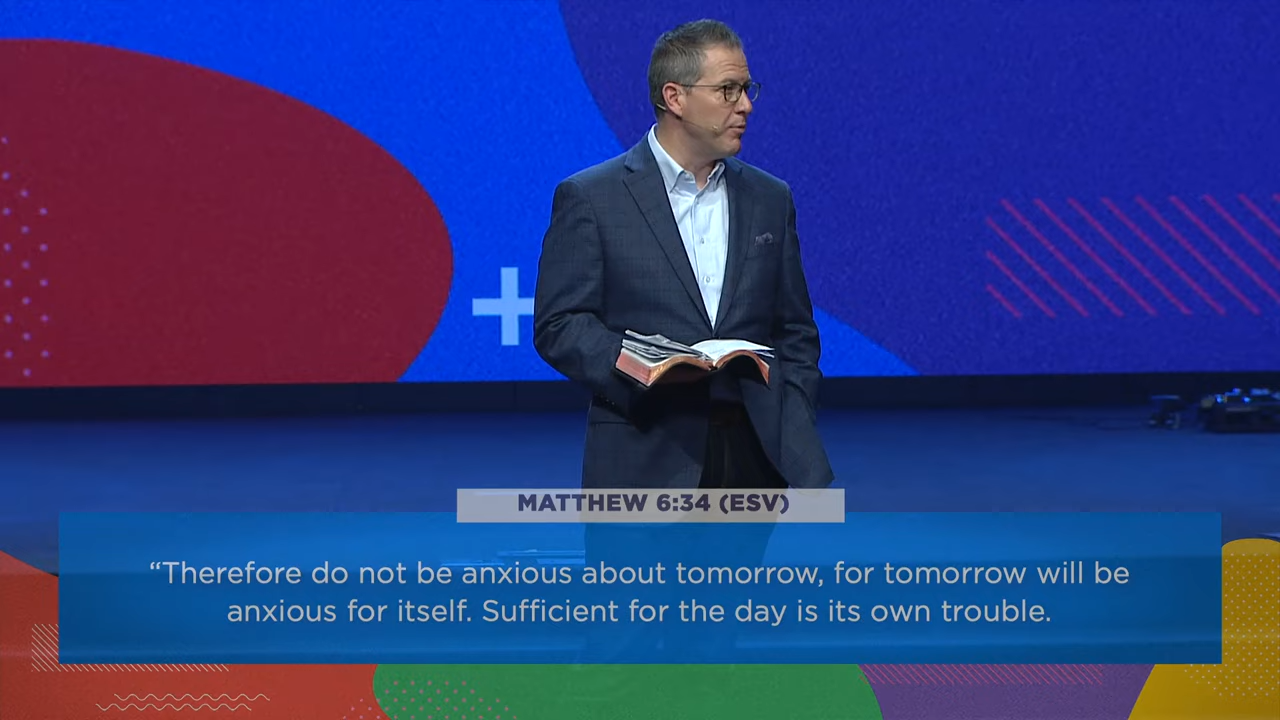 MATTHEW 6:34 (ESV)
“Therefore do not be anxious about tomorrow, for tomorrow will be
anxious for itself. Sufficient for the day is its own trouble.